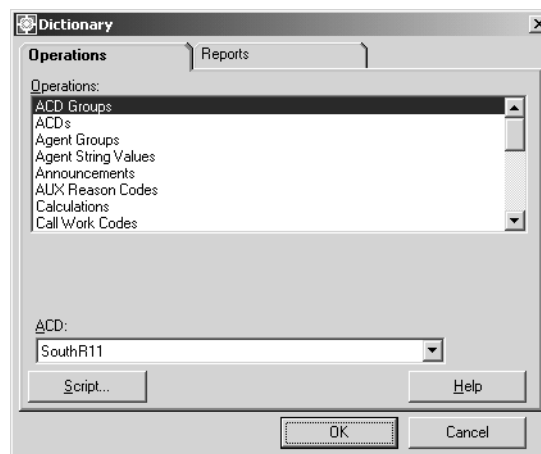 Dictionary
Operations
Reports
Operations:
ACD Groups
ACDs
Agent Groups
Agent String Values
Announcements
AUX Reason Codes
Calculations
Call Work Codes
ACD:
SouthR11
Script...
Help
OK
Cancel